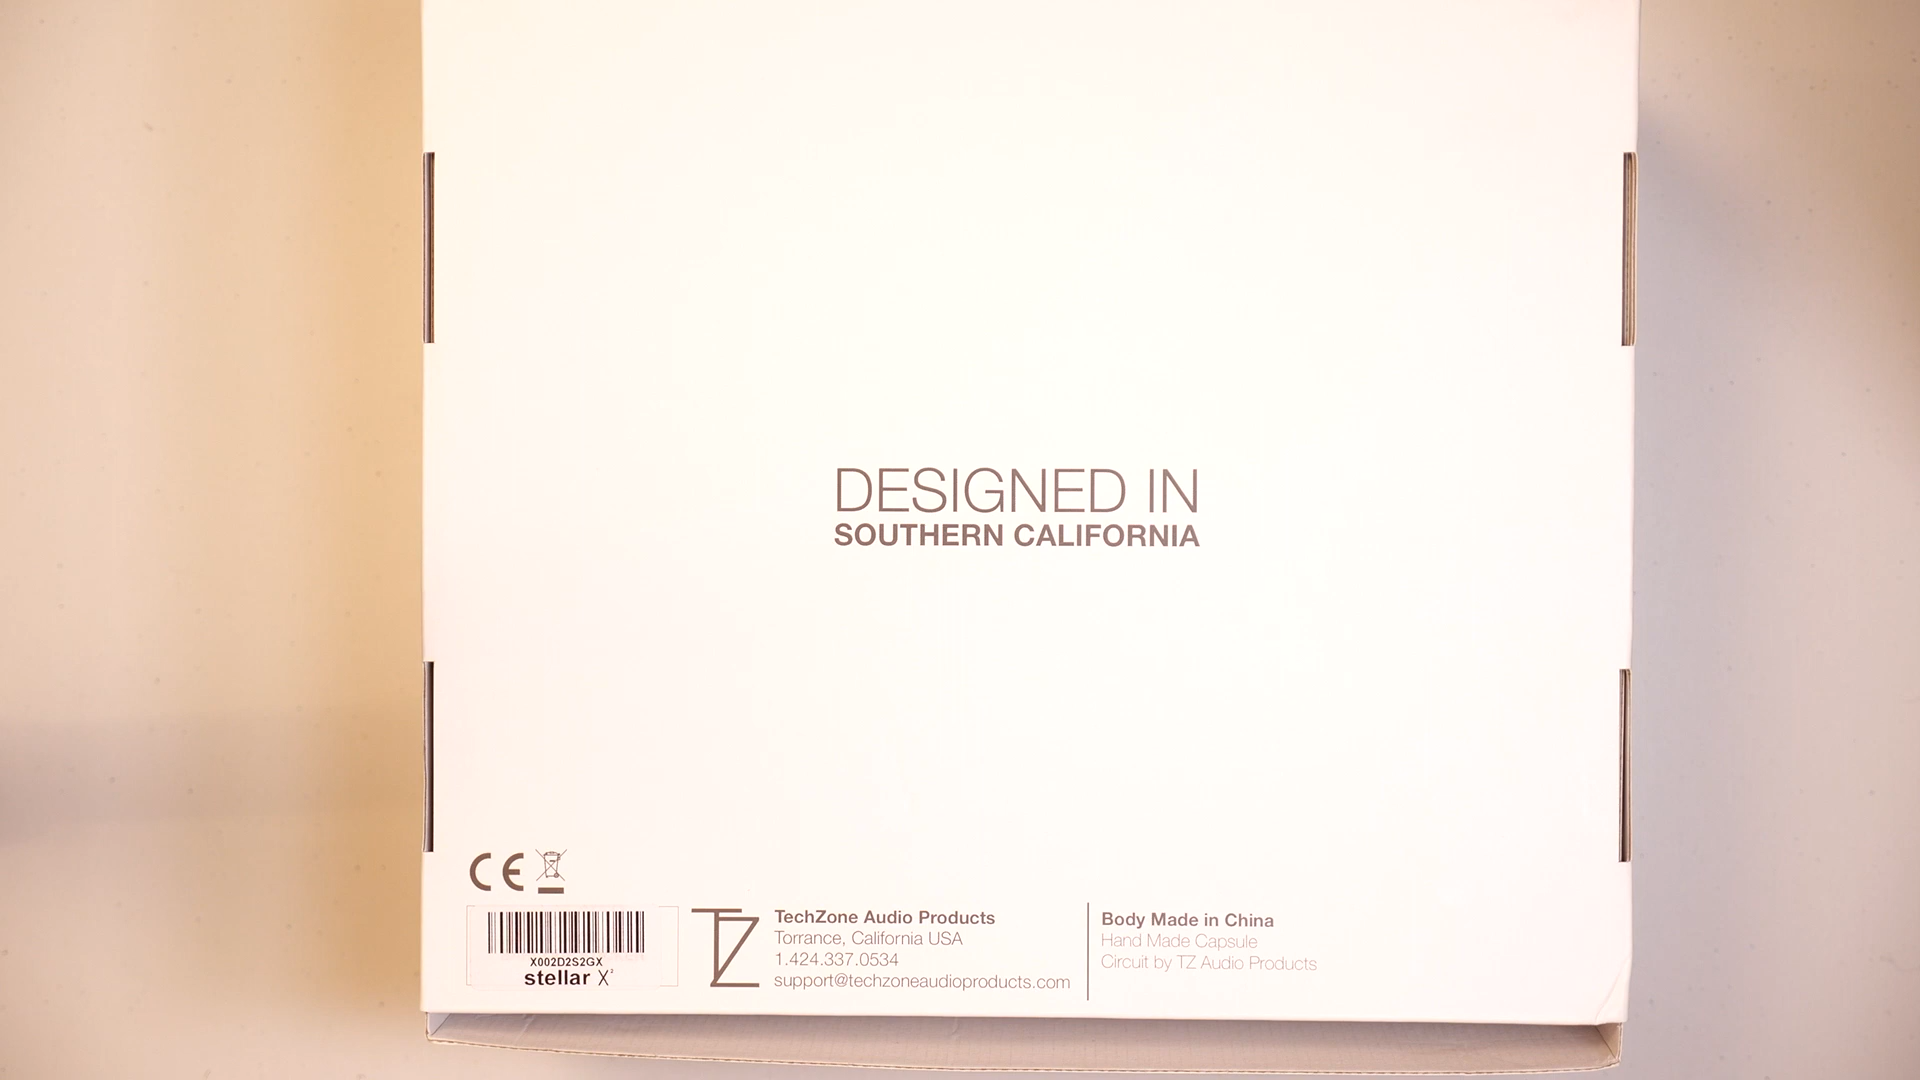 DESIGNED IN
SOUTHERN CALIFORNIA
CE
X002D2S2GX
stellar X²
TZ
TechZone Audio Products
Torrance, California USA
1.424.337.0534
support@techzoneaudioproducts.com
Body Made in China
Hand Made Capsule
Circuit by TZ Audio Products